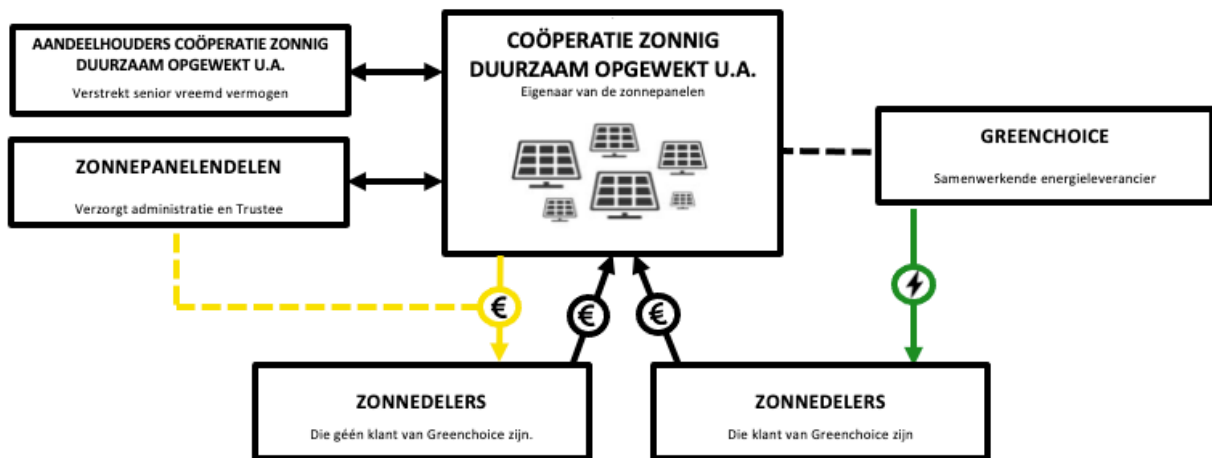 AANDEELHOUDERS COÖPERATIE ZONNIG
DUURZAAM OPGEWEKT U.A.
Verstrekt senior vreemd vermogen
COÖPERATIE ZONNIG
DUURZAAM OPGEWEKT U.A.
Eigenaar van de zonnepanelen
ZONNEPANELENDELEN
Verzorgt administratie en Trustee
GREENCHOICE
Samenwerkende energieleverancier
€
€
€
ZONNEDELERS
Die géén klant van Greenchoice zijn.
ZONNEDELERS
Die klant van Greenchoice zijn